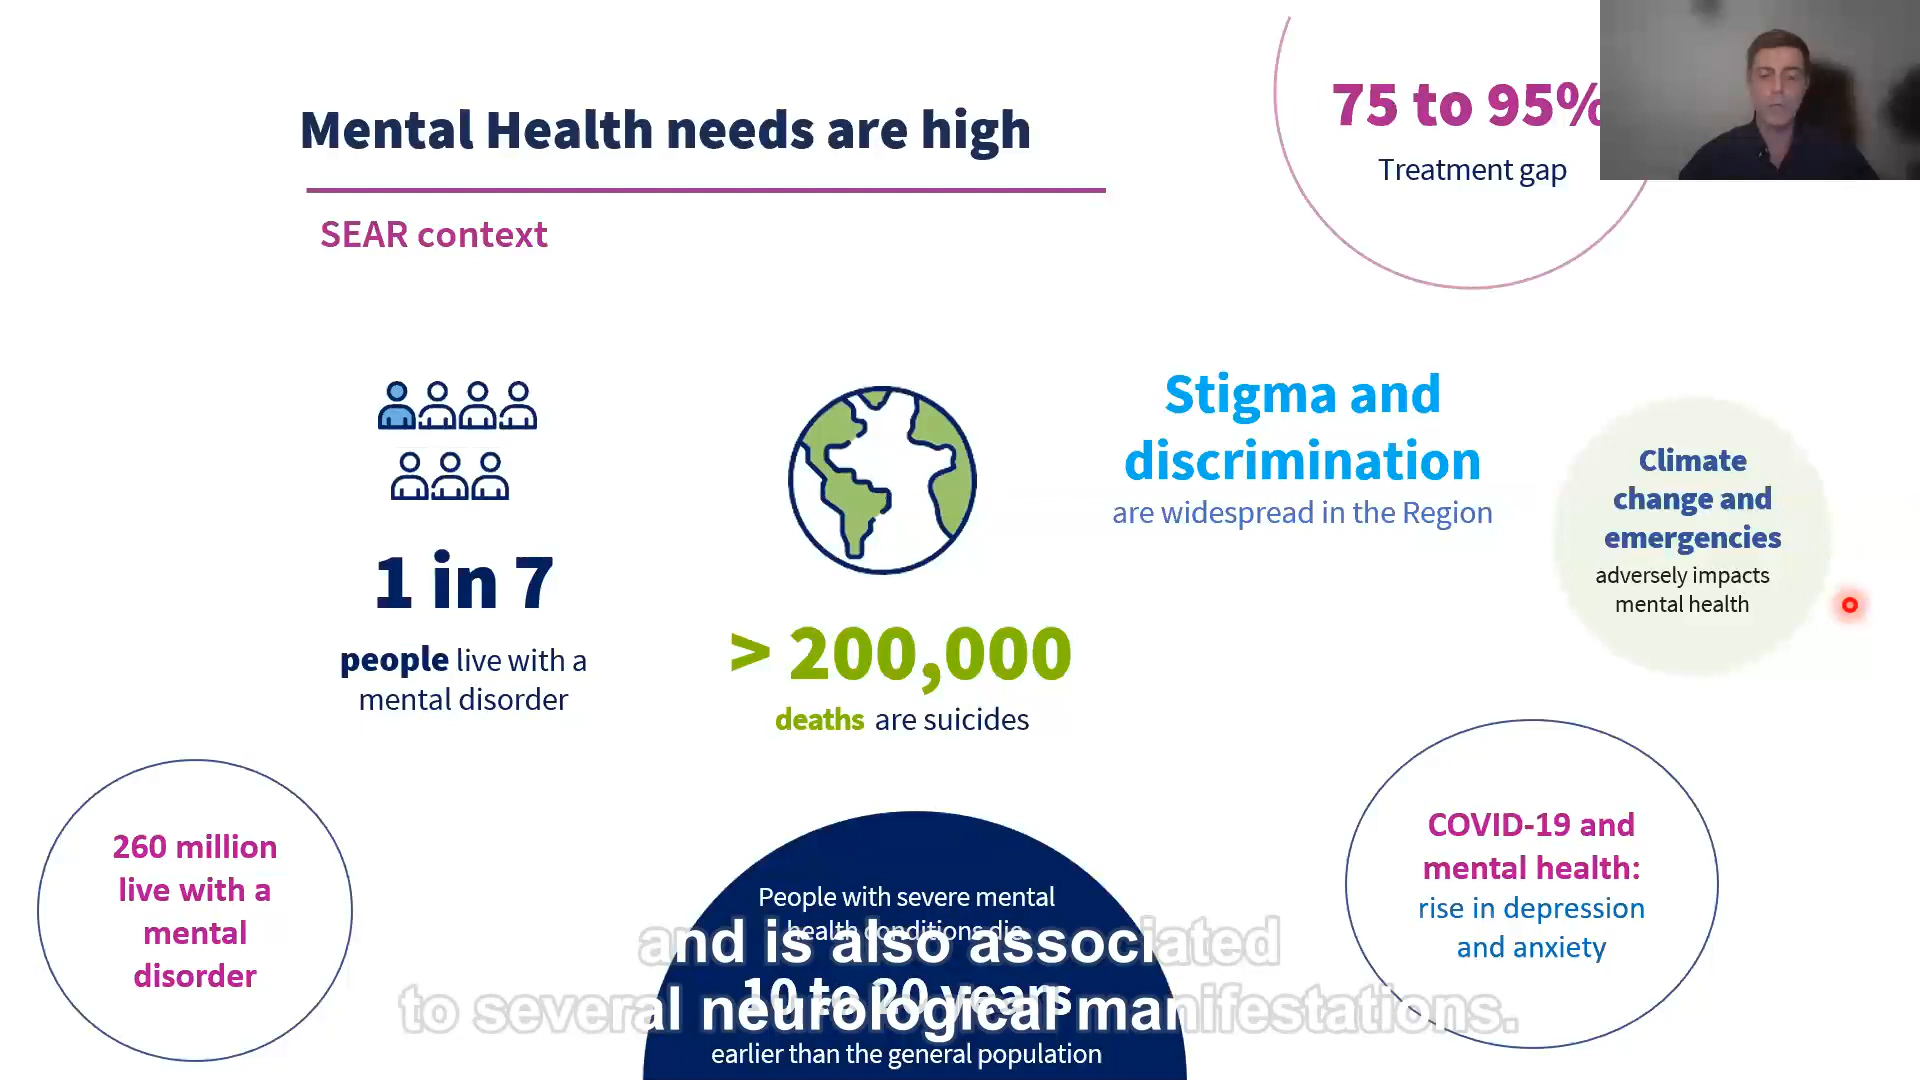 Mental Health needs are high
SEAR context
75 to 95%
Treatment gap
1 in 7
people live with a
mental disorder
> 200,000
deaths are suicides
Stigma and
discrimination
are widespread in the Region
Climate
change and
emergencies
adversely impacts
mental health
260 million
live with a
mental
disorder
People with severe mental
health conditions die
10 to 20 years
earlier than the general population
COVID-19 and
mental health:
rise in depression
and anxiety
and is also associated
to several neurological manifestations.